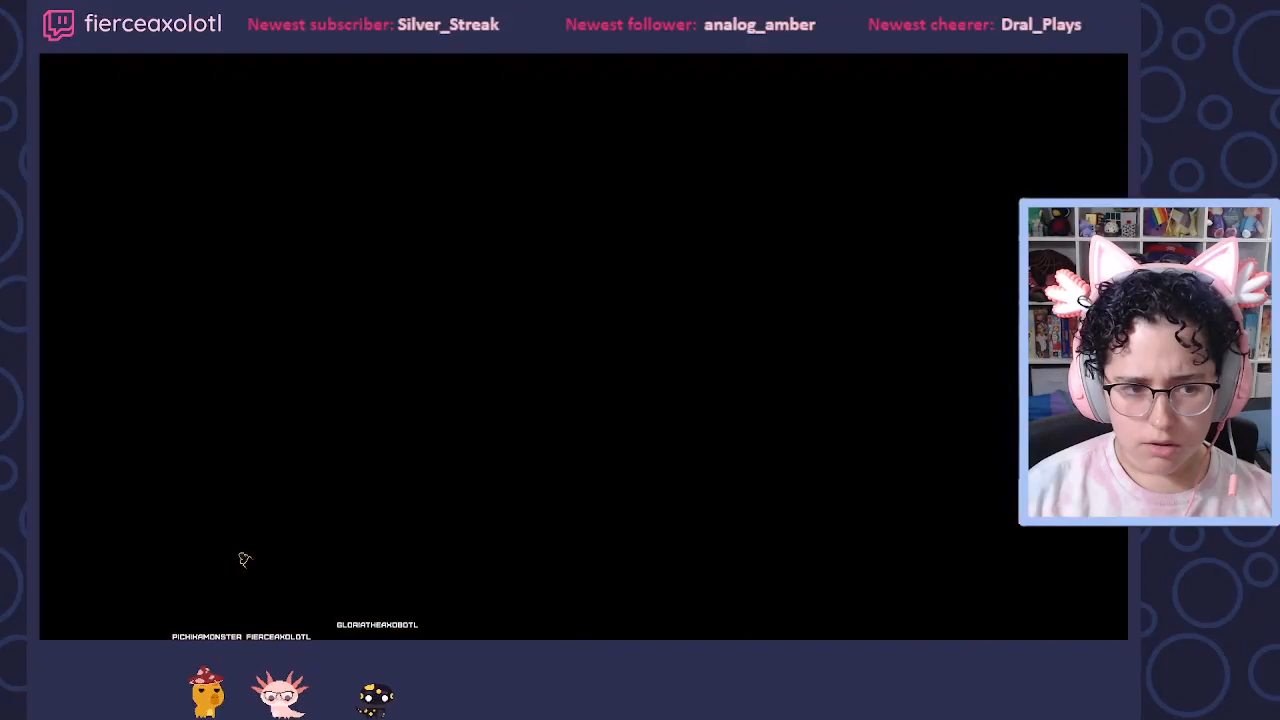 fierceaxolotl Newest subscriber: Silver_Streak Newest follower: analog_amber Newest cheerer: Dral_Plays
GLORIATHEAXOBOTL
PICHIKAMONSTER FIERCEAXOLOTL